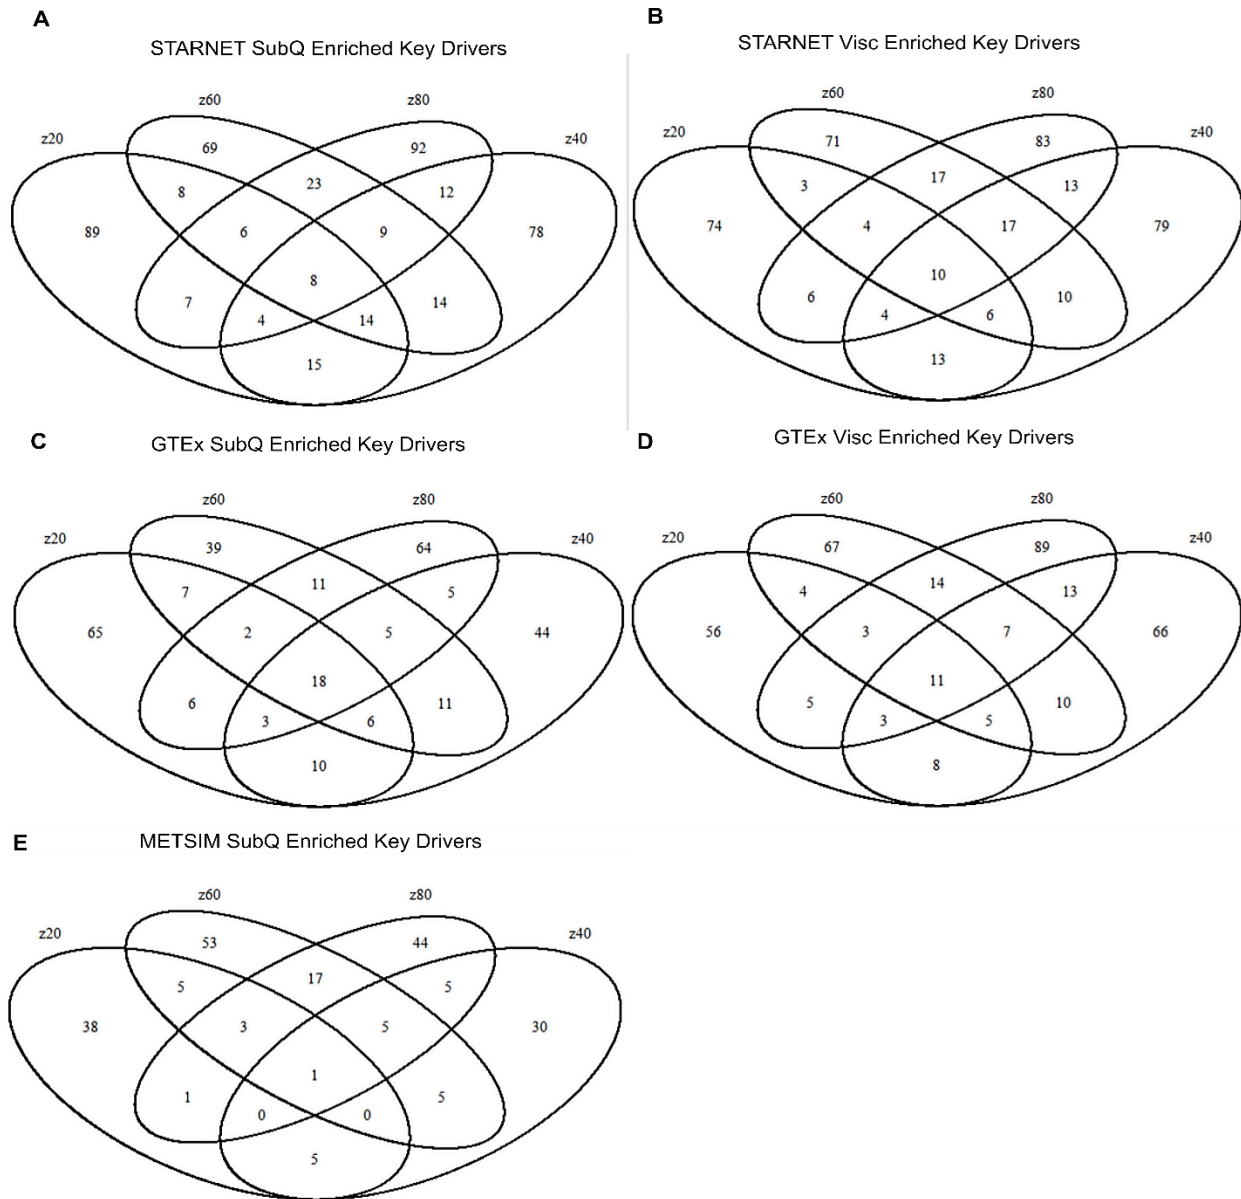 A
STARNET SubQ Enriched Key Drivers
z60
z80
z20
z40
69
92
8
23
12
89
6
9
78
8
7
14
4
14
15
B
STARNET Visc Enriched Key Drivers
z60
z80
z20
z40
71
83
3
17
13
74
4
17
79
10
6
10
4
6
13
C
GTEx SubQ Enriched Key Drivers
z60
z80
z20
z40
39
64
7
11
5
65
2
5
44
18
6
11
3
6
10
D
GTEx Visc Enriched Key Drivers
z60
z80
z20
z40
67
89
4
14
13
56
3
7
66
11
5
10
3
5
8
E
METSIM SubQ Enriched Key Drivers
z60
z80
z20
z40
53
44
5
17
5
38
3
5
30
1
1
5
0
0
5